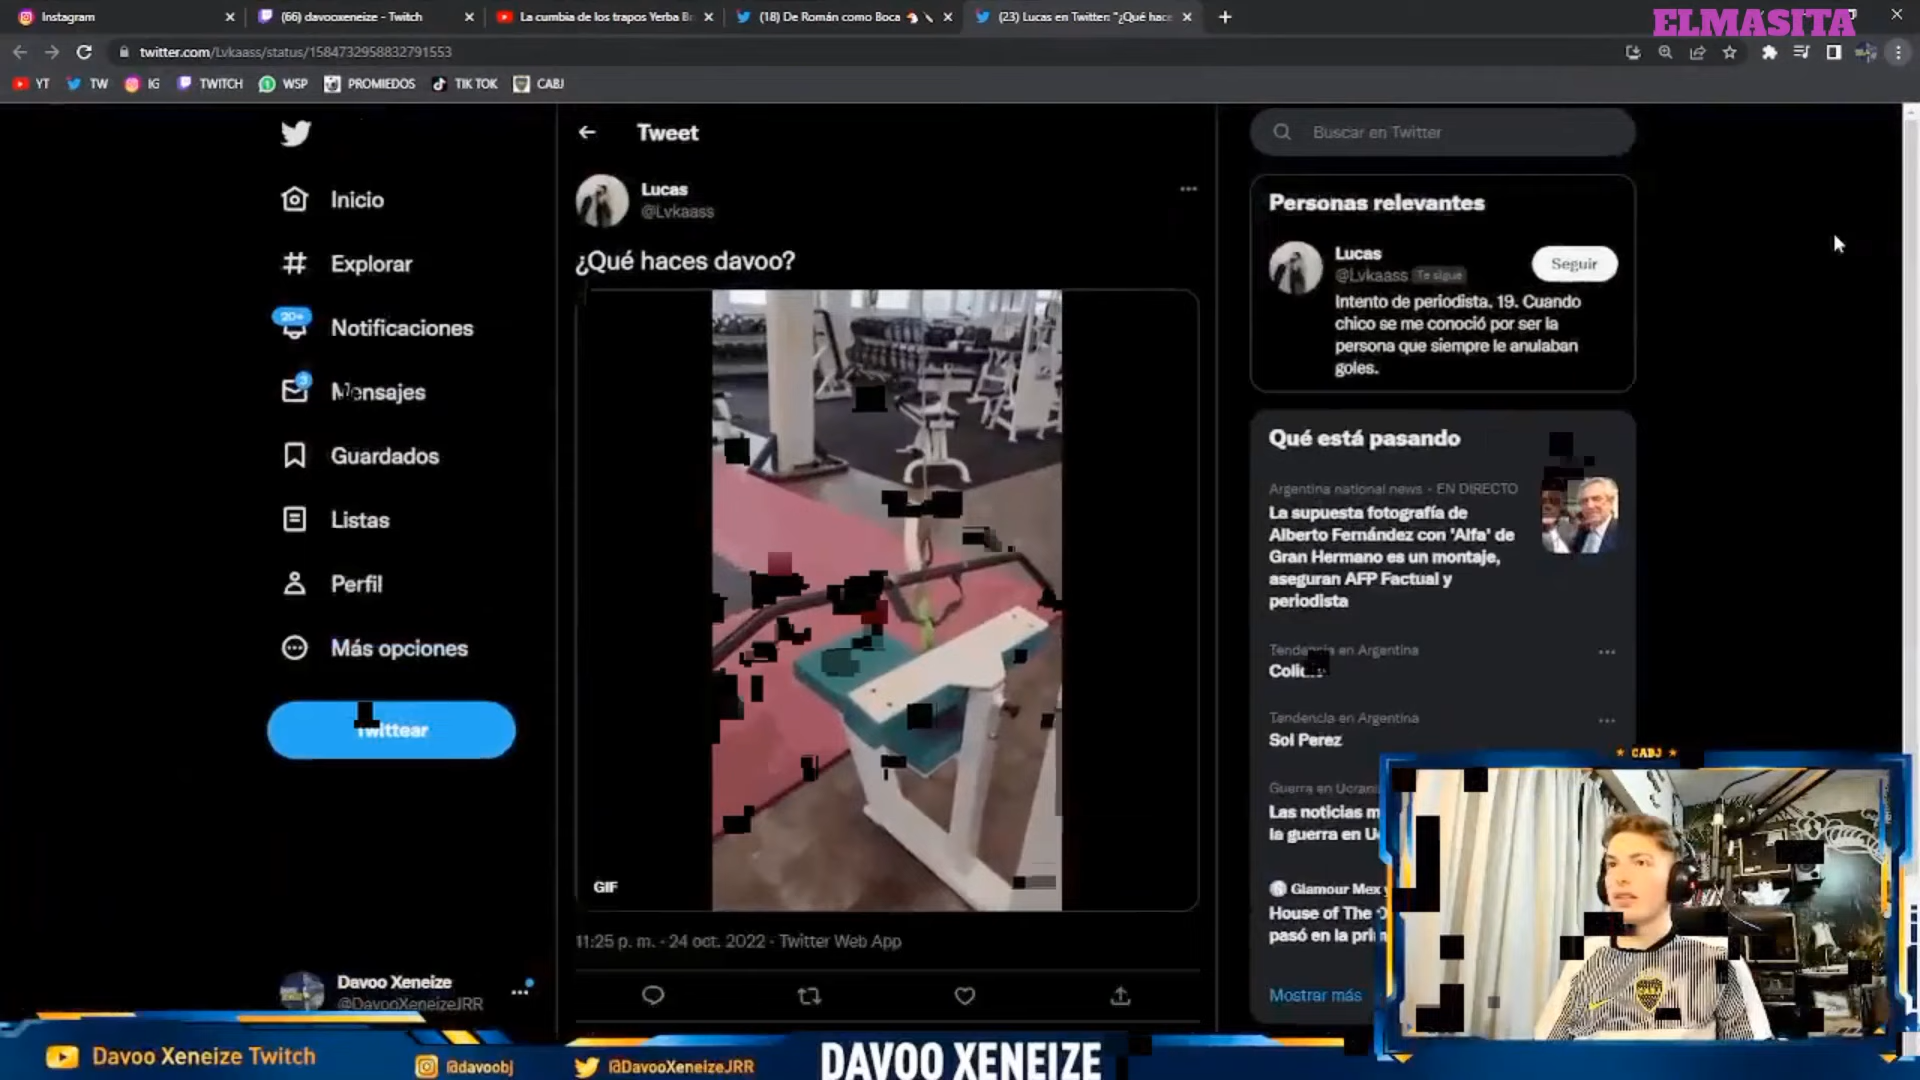 Instagram
(66) davooxeneize - Twitch
La cumbia de los trapos Yerba Br
(18) De Román como Boca
(23) Lucas en Twitter: "¿Qué hace
ELMASITA
twitter.com/Lvkaass/status/1584732958832791553
YT
TW
IG
TWITCH
WSP
PROMIEDOS
TIK TOK
CABJ
Inicio
Explorar
20+
Notificaciones
3
Mensajes
Guardados
Listas
Perfil
Más opciones
Twittear
Davoo Xeneize
@DavooXeneizeJRR
Tweet
Lucas
@Lvkaass
¿Qué haces davoo?
GIF
11:25 p. m. · 24 oct. 2022 · Twitter Web App
Buscar en Twitter
Personas relevantes
Lucas
@Lvkaass Te sigue
Seguir
Intento de periodista. 19. Cuando
chico se me conoció por ser la
persona que siempre le anulaban
goles.
Qué está pasando
Argentina national news · EN DIRECTO
La supuesta fotografía de
Alberto Fernández con 'Alfa' de
Gran Hermano es un montaje,
aseguran AFP Factual y
periodista
Tendencia en Argentina
Tendencia en Argentina
Sol Perez
Guerra en
Las noticias
la guerra en
Glamour Mex
House of The
pasó en la
Mostrar más
★ CABJ ★
Davoo Xeneize Twitch
@davoobj
@DavooXeneizeJRR
DAVOO XENEIZE